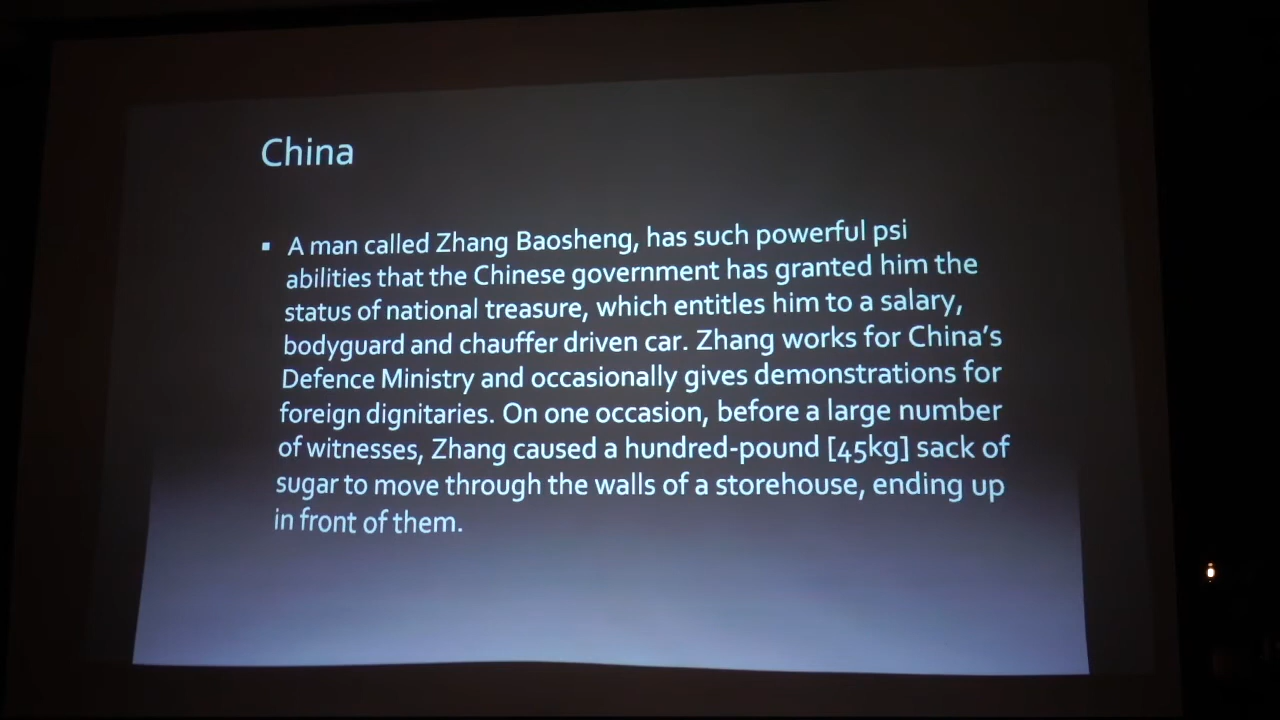 China
▪ A man called Zhang Baosheng, has such powerful psi
abilities that the Chinese government has granted him the
status of national treasure, which entitles him to a salary,
bodyguard and chauffer driven car. Zhang works for China's
Defence Ministry and occasionally gives demonstrations for
foreign dignitaries. On one occasion, before a large number
of witnesses, Zhang caused a hundred-pound [45kg] sack of
sugar to move through the walls of a storehouse, ending up
in front of them.